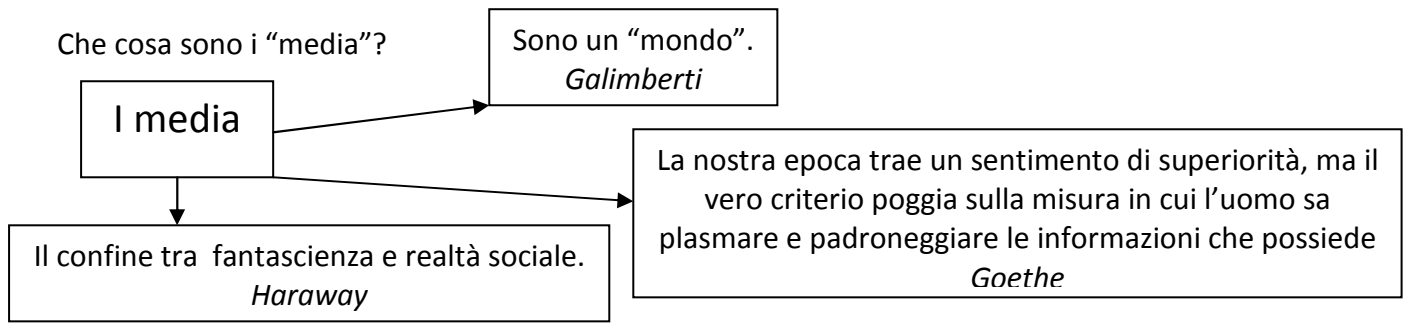 Che cosa sono i “media”?
Sono un “mondo”.
Galimberti
I media
La nostra epoca trae un sentimento di superiorità, ma il
vero criterio poggia sulla misura in cui l’uomo sa
plasmare e padroneggiare le informazioni che possiede
Goethe
Il confine tra  fantascienza e realtà sociale.
Haraway